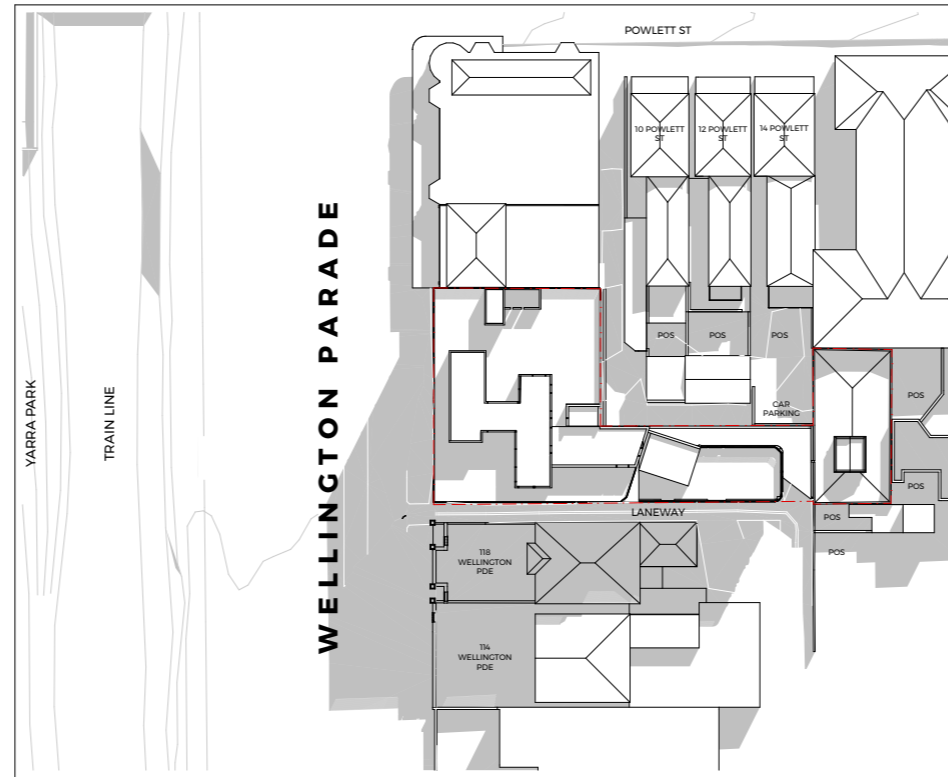 POWLETT ST
10 POWLETT
ST
12 POWLETT
ST
14 POWLETT
ST
WELLINGTON PARADE
YARRA PARK
TRAIN LINE
POS
POS
POS
CAR
PARKING
POS
POS
LANEWAY
POS
POS
118
WELLINGTON
PDE
114
WELLINGTON
PDE